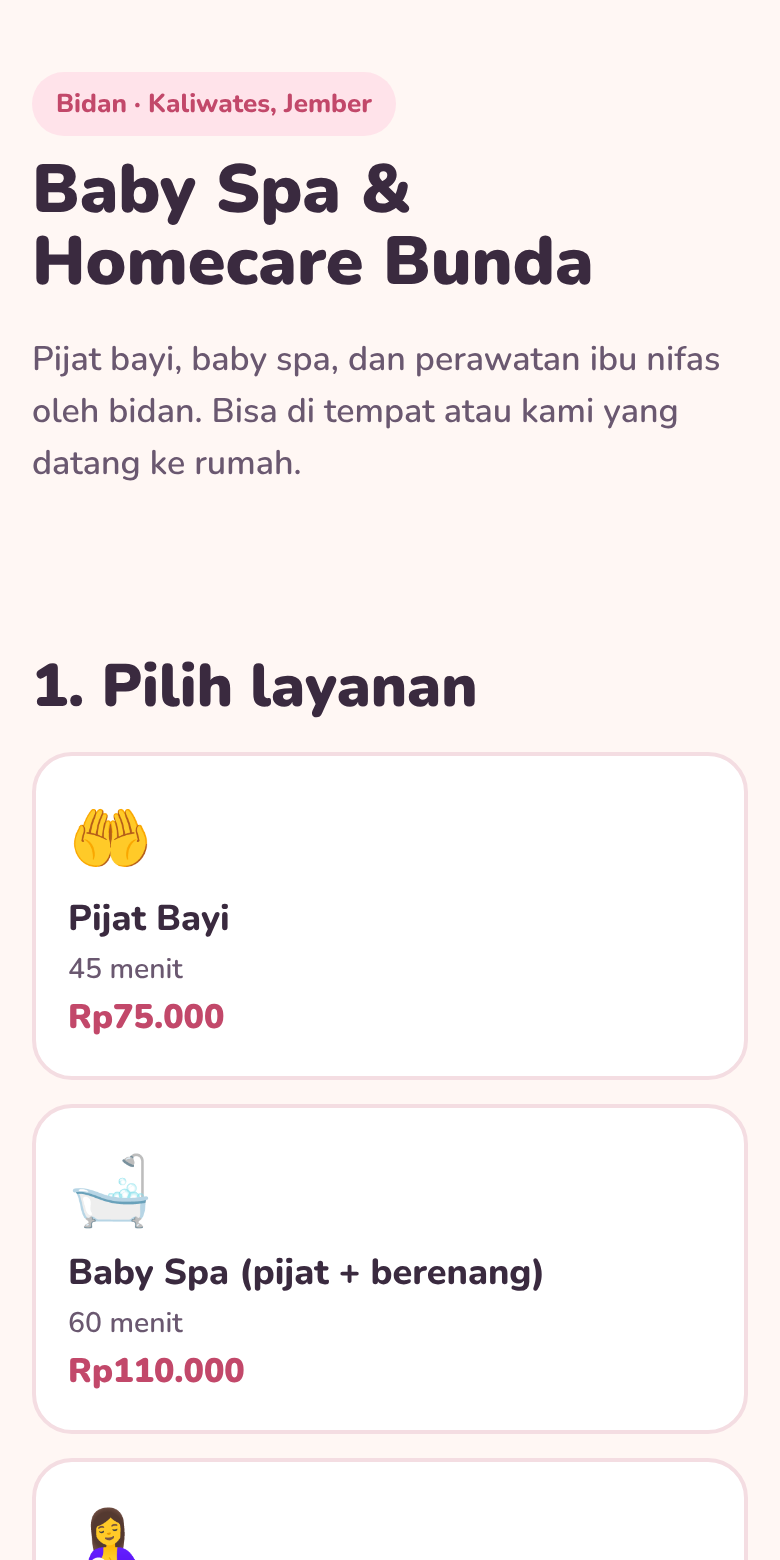 Bidan · Kaliwates, Jember
Baby Spa &
Homecare Bunda
Pijat bayi, baby spa, dan perawatan ibu nifas
oleh bidan. Bisa di tempat atau kami yang
datang ke rumah.
1. Pilih layanan
Pijat Bayi
45 menit
Rp75.000
Baby Spa (pijat + berenang)
60 menit
Rp110.000